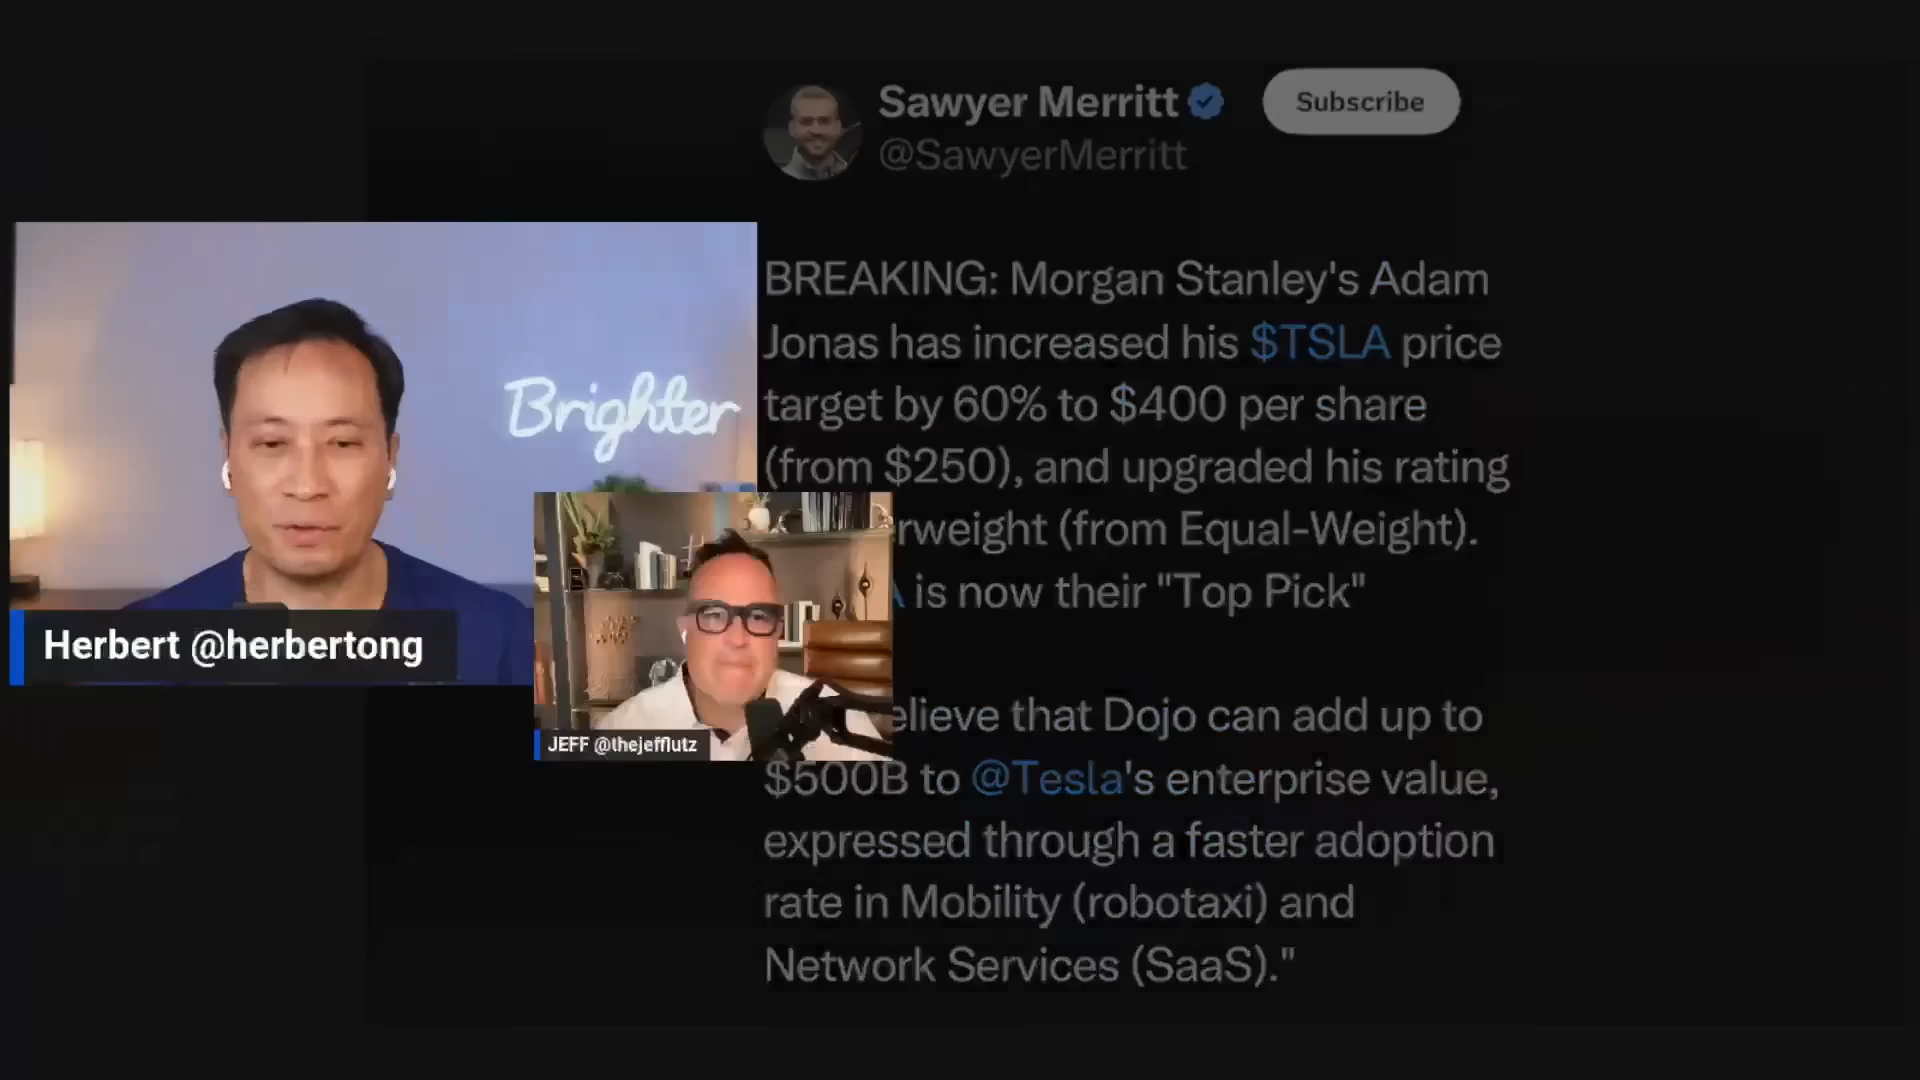 Sawyer Merritt
Subscribe
@SawyerMerritt
BREAKING: Morgan Stanley's Adam
Jonas has increased his $TSLA price
target by 60% to $400 per share
(from $250), and upgraded his rating
rweight (from Equal-Weight).
is now their "Top Pick"
elieve that Dojo can add up to
$500B to @Tesla's enterprise value,
expressed through a faster adoption
rate in Mobility (robotaxi) and
Network Services (SaaS)."
Brighter
Herbert @herbertong
JEFF @thejefflutz